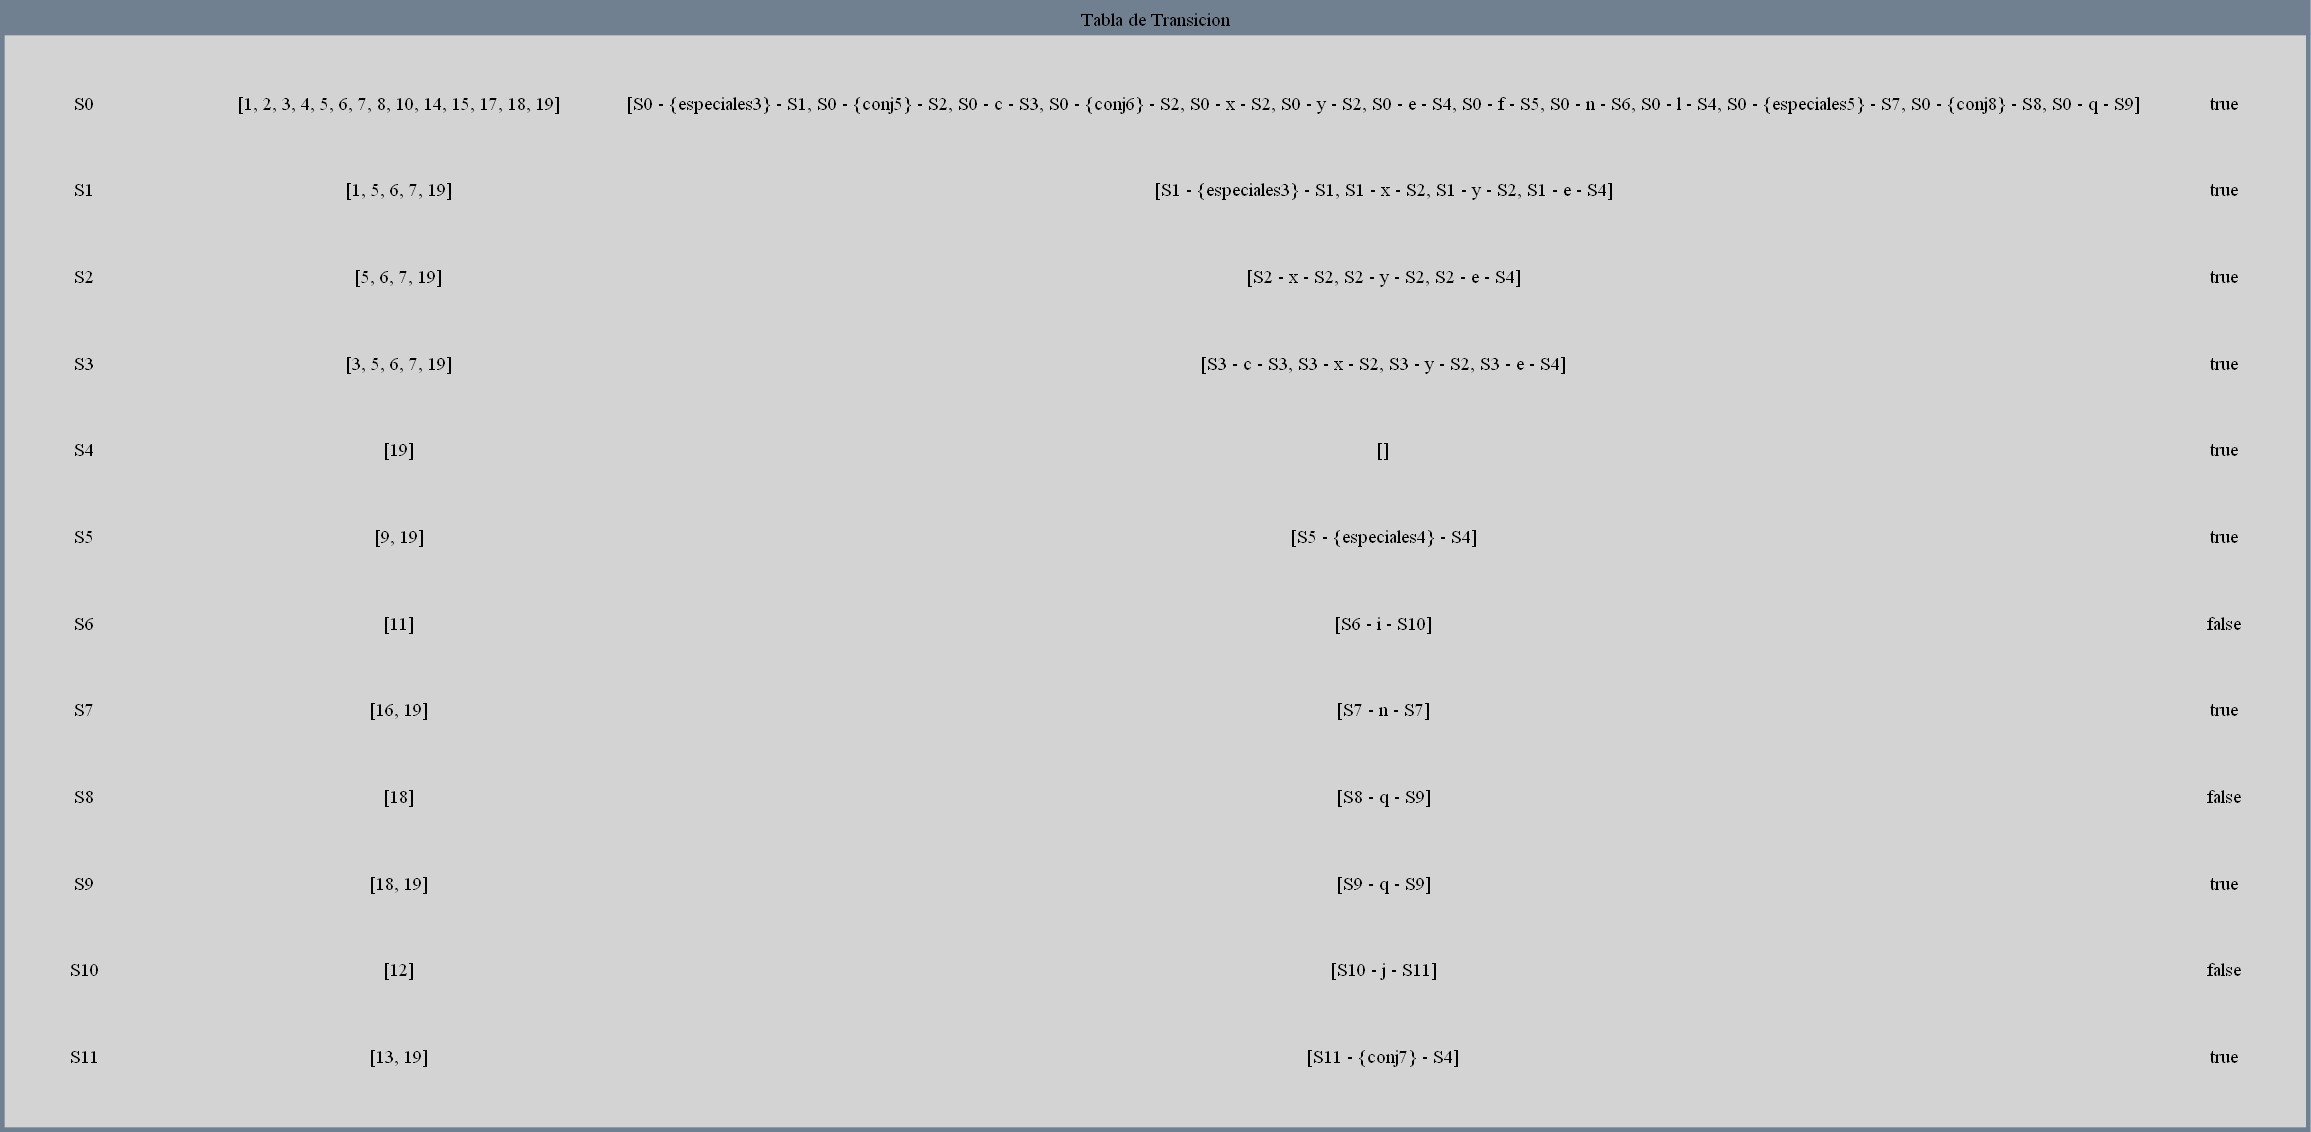 Tabla de Transicion
S0 [1, 2, 3, 4, 5, 6, 7, 8, 10, 14, 15, 17, 18, 19] [S0 - {especiales3} - S1, S0 - {conj5} - S2, S0 - c - S3, S0 - {conj6} - S2, S0 - x - S2, S0 - y - S2, S0 - e - S4, S0 - f - S5, S0 - n - S6, S0 - l - S4, S0 - {especiales5} - S7, S0 - {conj8} - S8, S0 - q - S9] true
S1 [1, 5, 6, 7, 19] [S1 - {especiales3} - S1, S1 - x - S2, S1 - y - S2, S1 - e - S4] true
S2 [5, 6, 7, 19] [S2 - x - S2, S2 - y - S2, S2 - e - S4] true
S3 [3, 5, 6, 7, 19] [S3 - c - S3, S3 - x - S2, S3 - y - S2, S3 - e - S4] true
S4 [19] [] true
S5 [9, 19] [S5 - {especiales4} - S4] true
S6 [11] [S6 - i - S10] false
S7 [16, 19] [S7 - n - S7] true
S8 [18] [S8 - q - S9] false
S9 [18, 19] [S9 - q - S9] true
S10 [12] [S10 - j - S11] false
S11 [13, 19] [S11 - {conj7} - S4] true